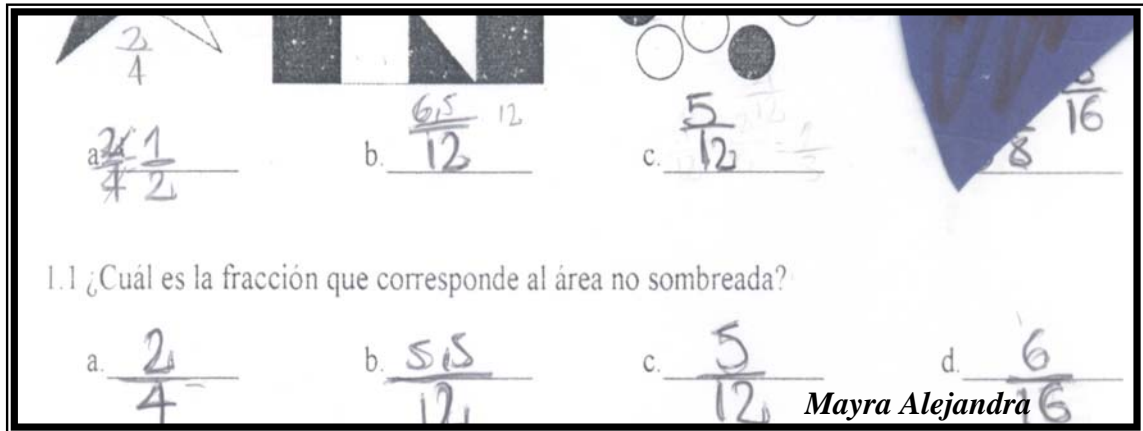 2/4
a. 2/4 1/2 b. 6,5/12 12 c. 5/12 8 /16
1.1 ¿Cuál es la fracción que corresponde al área no sombreada?
a. 2/4 b. 5,5/12 c. 5/12 d. 6/16
Mayra Alejandra